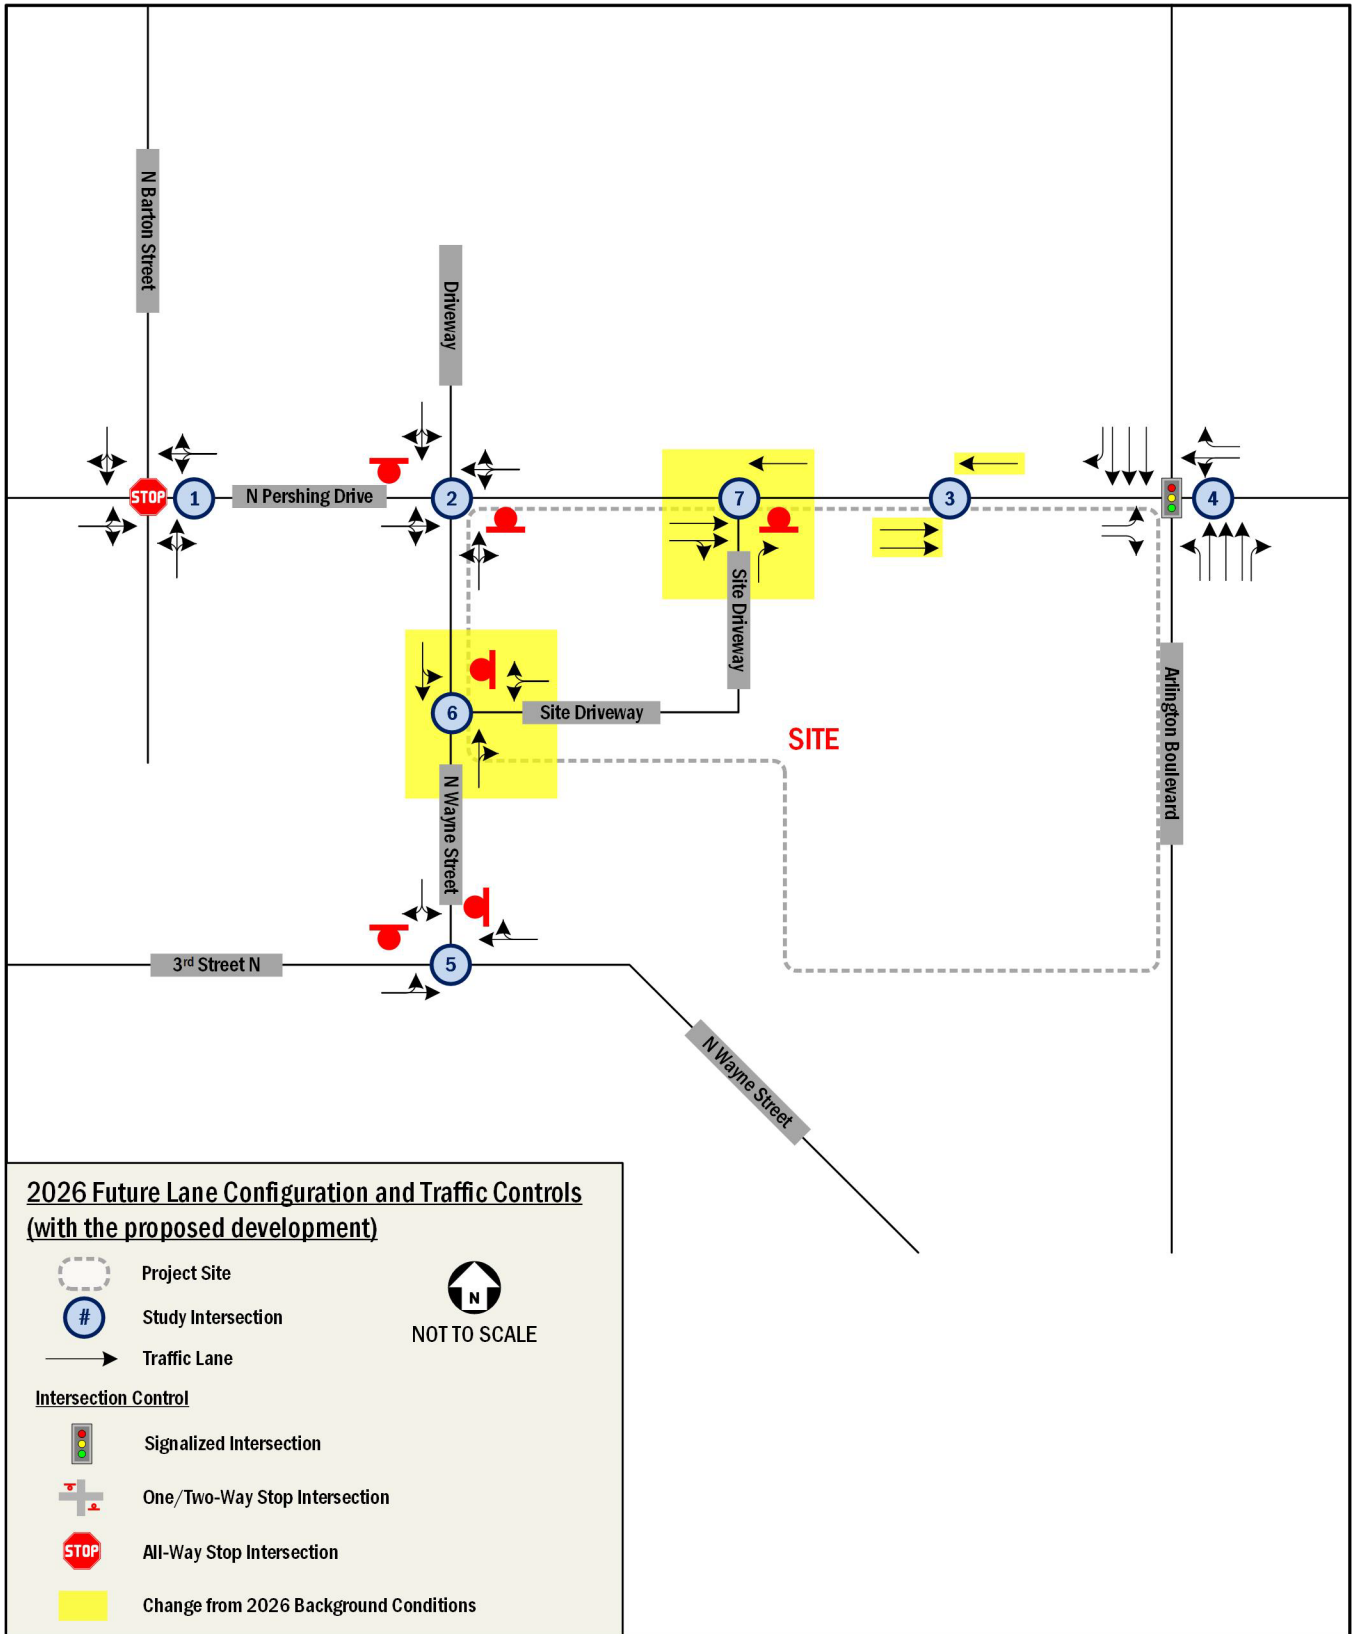 N Barton Street
Driveway
STOP
1
N Pershing Drive
2
7
3
4
Site Driveway
6
Site Driveway
SITE
Arlington Boulevard
N Wayne Street
3rd Street N
5
N Wayne Street
2026 Future Lane Configuration and Traffic Controls
(with the proposed development)
Project Site
# Study Intersection
N
NOT TO SCALE
Traffic Lane
Intersection Control
Signalized Intersection
One/Two-Way Stop Intersection
STOP All-Way Stop Intersection
Change from 2026 Background Conditions